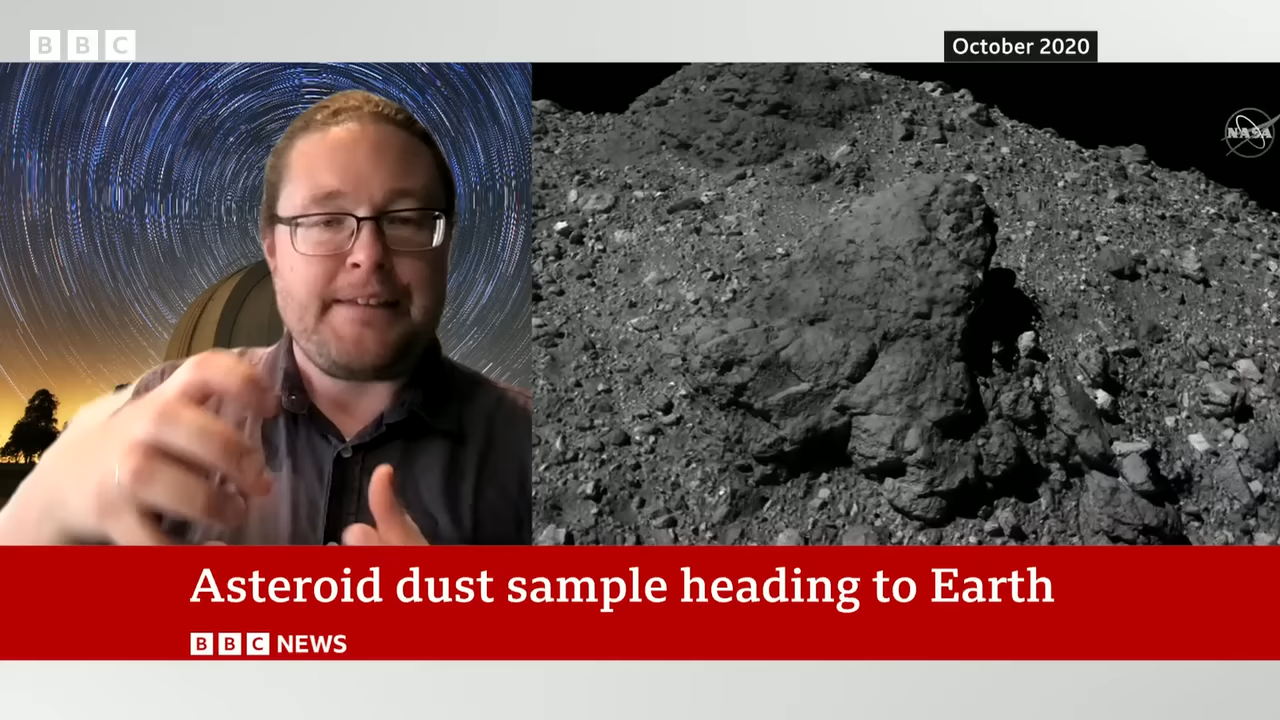 BBC
October 2020
NASA
Asteroid dust sample heading to Earth
BBC NEWS